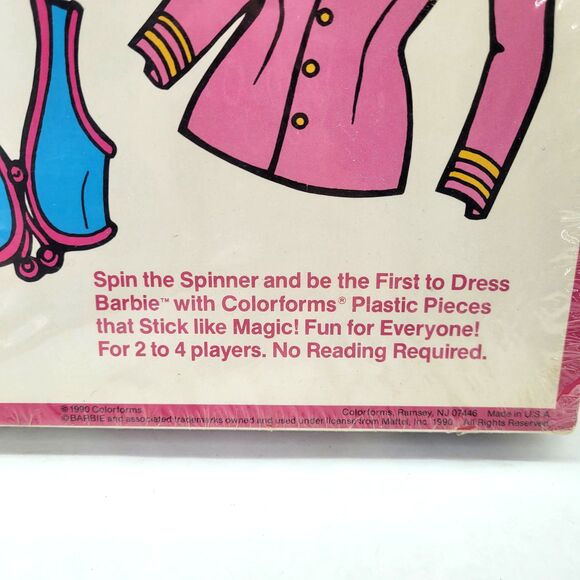 Spin the Spinner and be the First to Dress
Barbie™ with Colorforms® Plastic Pieces
that Stick like Magic! Fun for Everyone!
For 2 to 4 players. No Reading Required.
©1990 Colorforms Colorforms, Ramsey, NJ 07446 Made in U.S.A.
©BARBIE and associated trademarks owned and used under license from Mattel, Inc. 1990 All Rights Reserved.